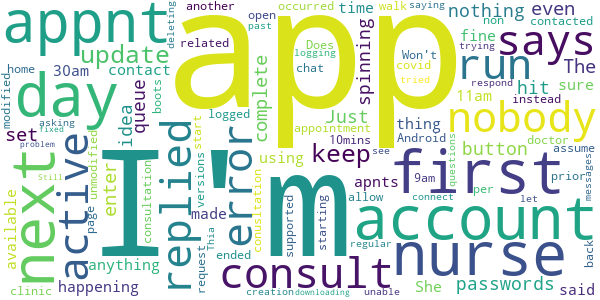 app
I'm
appnt
day
next
active
replied
error
account
first
nurse
consult
nobody
run
says
keep
update
nothing
even
The
time
another
occurred
open
past
walk
saying
deleting
related
spinning
logging
Does
contacted
non
trying
fine
Won't
covid
tried
chat
respond
sure
home
30am
contact
queue
boots
modified
set
idea
complete
logged
Just
appointment
10mins
thing
Android
hit
11am
instead
button
doctor
asking
fixed
problem
enter
using
apnts
9am
see
per
questions
assume
messages
prior
Still
page
unmodified
consultation
versions
start
conusltation
allow
connect
let
available
anything
made
request
This
supported
starting
She
passwords
back
clinic
happening
ended
creation
downloading
regular
unable
said